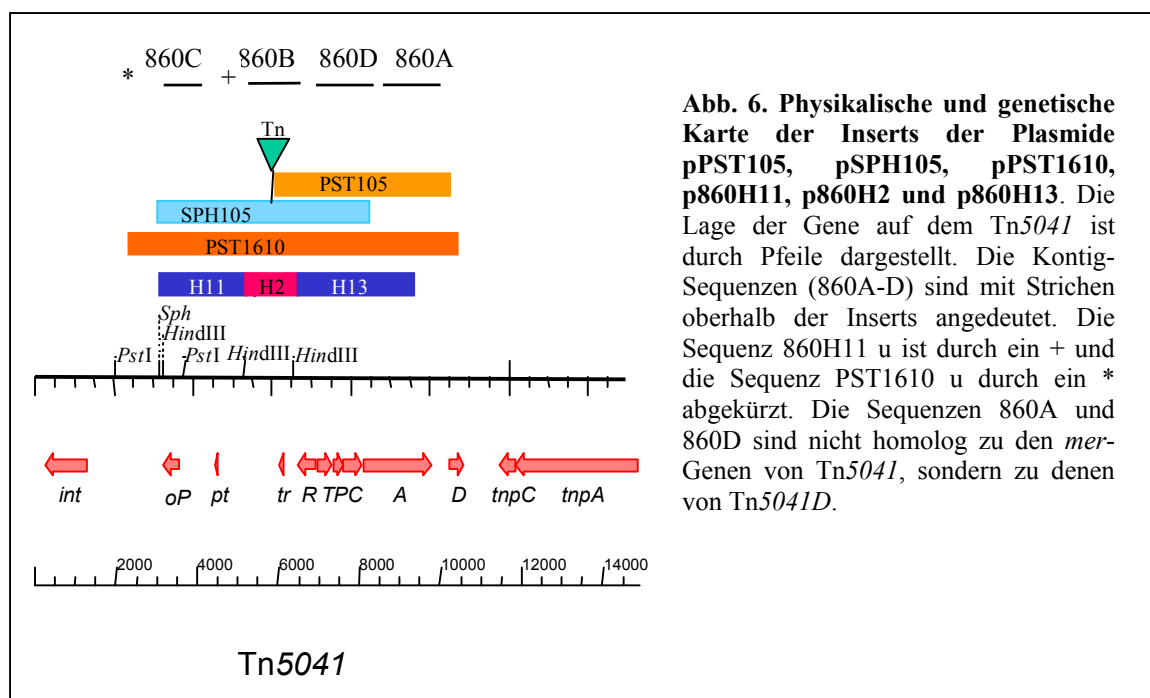 * 860C + 860B 860D 860A
Tn
PST105
SPH105
PST1610
H11 H2 H13
Sph
HindIII
PstI PstI HindIII HindIII
int oP pt tr R TPC A D tnpC tnpA
2000 4000 6000 8000 10000 12000 14000
Tn5041
Abb. 6. Physikalische und genetische
Karte der Inserts der Plasmide
pPST105, pSPH105, pPST1610,
p860H11, p860H2 und p860H13. Die
Lage der Gene auf dem Tn5041 ist
durch Pfeile dargestellt. Die Kontig-
Sequenzen (860A-D) sind mit Strichen
oberhalb der Inserts angedeutet. Die
Sequenz 860H11 u ist durch ein + und
die Sequenz PST1610 u durch ein *
abgekürzt. Die Sequenzen 860A und
860D sind nicht homolog zu den mer-
Genen von Tn5041, sondern zu denen
von Tn5041D.